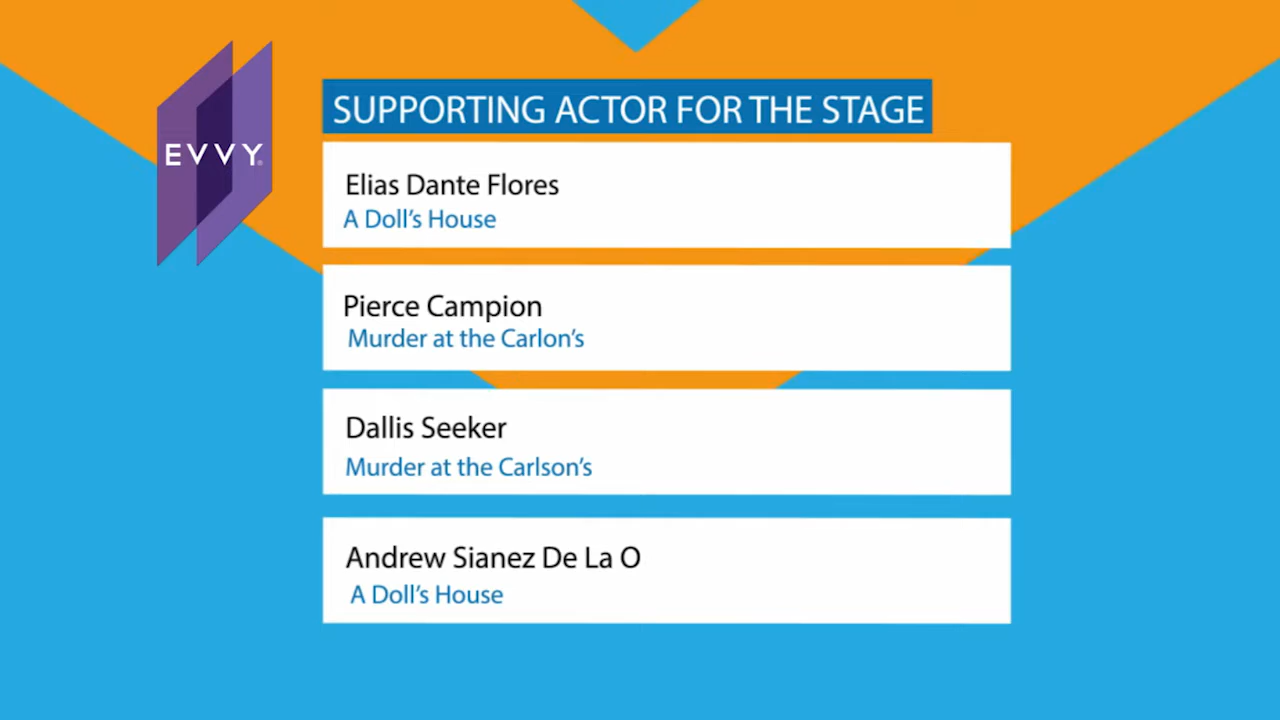 EVVY®
SUPPORTING ACTOR FOR THE STAGE
Elias Dante Flores
A Doll's House
Pierce Campion
Murder at the Carlon's
Dallis Seeker
Murder at the Carlson's
Andrew Sianez De La O
A Doll's House